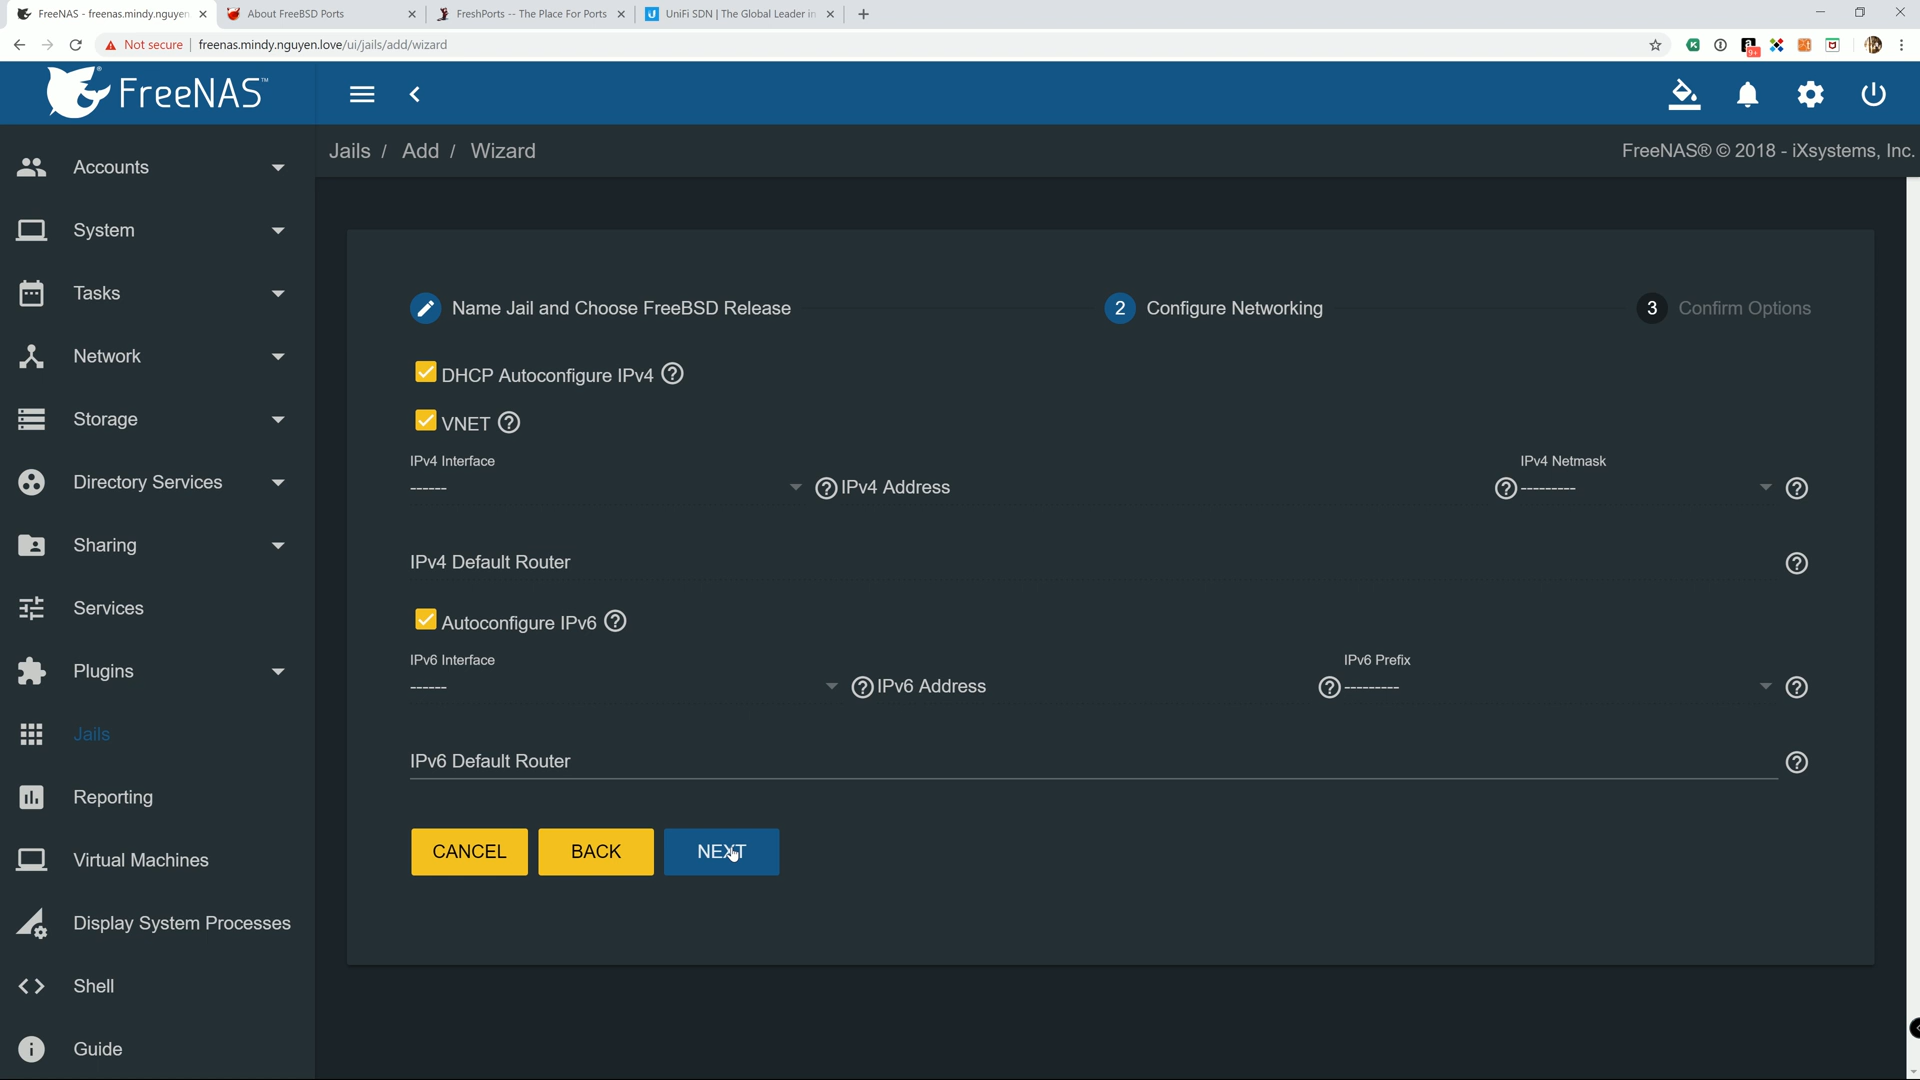 FreeNAS - freenas.mindy.nguyen
About FreeBSD Ports
FreshPorts -- The Place For Ports
UniFi SDN | The Global Leader in
Not secure
freenas.mindy.nguyen.love/ui/jails/add/wizard
9+
FreeNAS™
Jails / Add / Wizard
FreeNAS® © 2018 - iXsystems, Inc.
Accounts
System
Tasks
Network
Storage
Directory Services
Sharing
Services
Plugins
Jails
Reporting
Virtual Machines
Display System Processes
Shell
Guide
Name Jail and Choose FreeBSD Release
2 Configure Networking
3 Confirm Options
DHCP Autoconfigure IPv4
VNET
IPv4 Interface
------
IPv4 Address
IPv4 Netmask
---------
IPv4 Default Router
Autoconfigure IPv6
IPv6 Interface
------
IPv6 Address
IPv6 Prefix
---------
IPv6 Default Router
CANCEL
BACK
NEXT